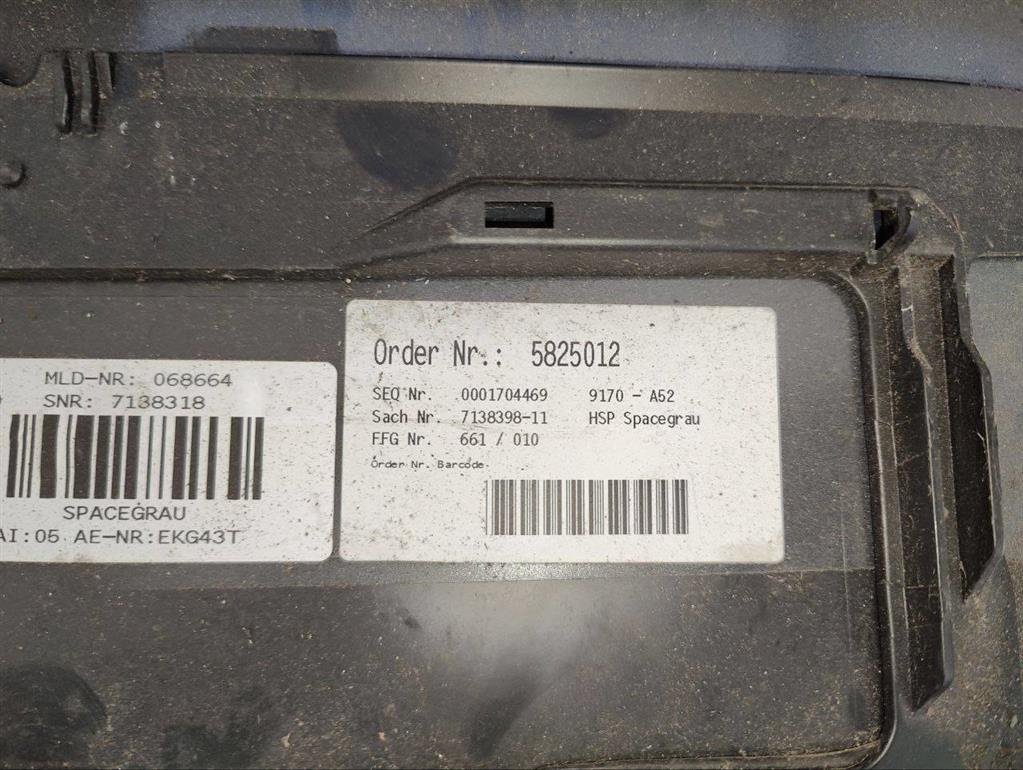 MLD-NR: 068664
SNR: 7138318
SPACEGRAU
AI:05 AE-NR:EKG43T
Order Nr.: 5825012
SEQ Nr. 0001704469 9170 - A52
Sach Nr. 7138398-11 HSP Spacegrau
FFG Nr. 661 / 010
Order Nr. Barcode